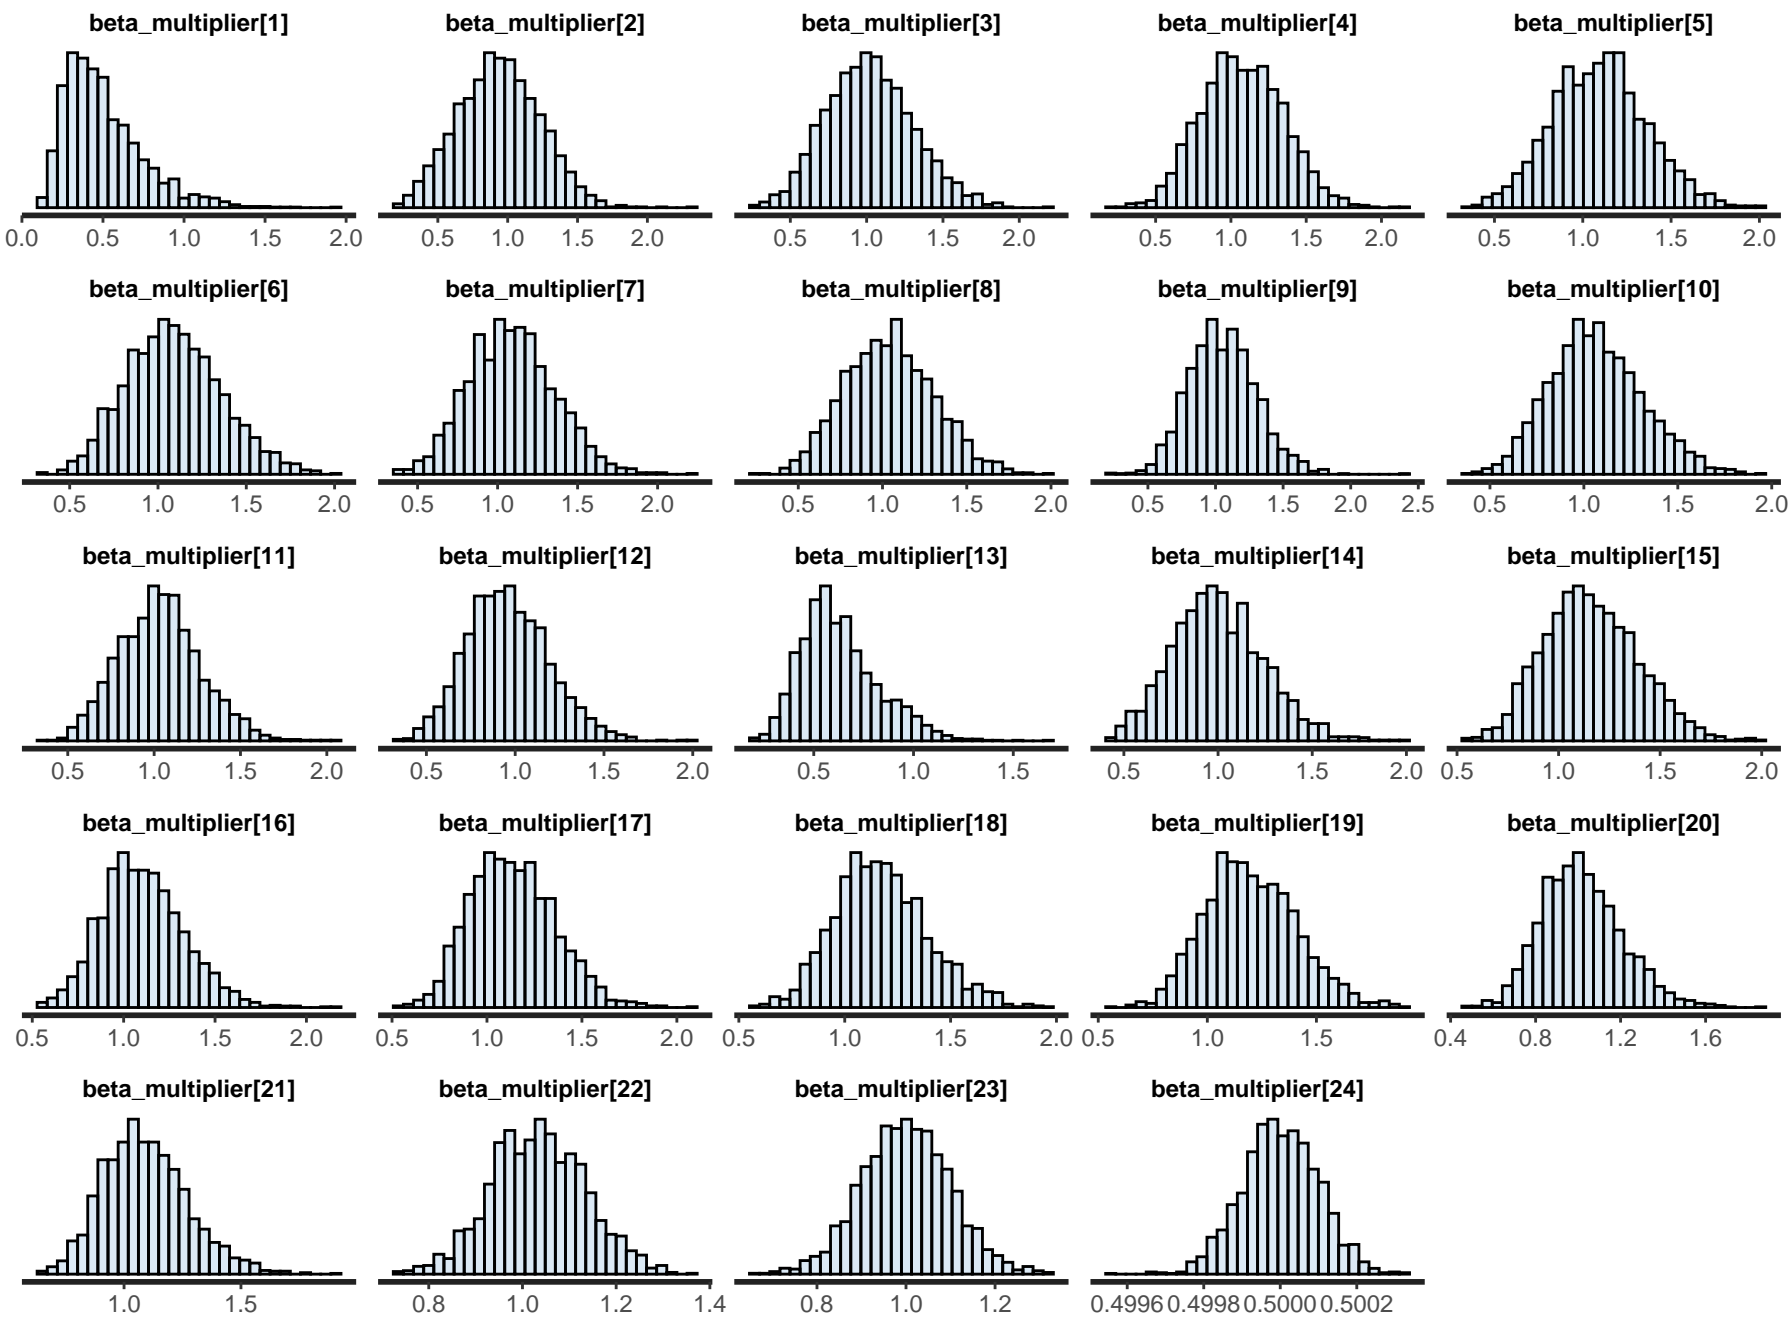 beta_multiplier[1] beta_multiplier[2] beta_multiplier[3] beta_multiplier[4] beta_multiplier[5]
0.0 0.5 1.0 1.5 2.0 0.5 1.0 1.5 2.0 0.5 1.0 1.5 2.0 0.5 1.0 1.5 2.0 0.5 1.0 1.5 2.0
beta_multiplier[6] beta_multiplier[7] beta_multiplier[8] beta_multiplier[9] beta_multiplier[10]
0.5 1.0 1.5 2.0 0.5 1.0 1.5 2.0 0.5 1.0 1.5 2.0 0.5 1.0 1.5 2.0 2.5 0.5 1.0 1.5 2.0
beta_multiplier[11] beta_multiplier[12] beta_multiplier[13] beta_multiplier[14] beta_multiplier[15]
0.5 1.0 1.5 2.0 0.5 1.0 1.5 2.0 0.5 1.0 1.5 0.5 1.0 1.5 2.0 0.5 1.0 1.5 2.0
beta_multiplier[16] beta_multiplier[17] beta_multiplier[18] beta_multiplier[19] beta_multiplier[20]
0.5 1.0 1.5 2.0 0.5 1.0 1.5 2.0 0.5 1.0 1.5 2.0 0.5 1.0 1.5 0.4 0.8 1.2 1.6
beta_multiplier[21] beta_multiplier[22] beta_multiplier[23] beta_multiplier[24]
1.0 1.5 0.8 1.0 1.2 1.4 0.8 1.0 1.2 0.4996 0.4998 0.5000 0.5002